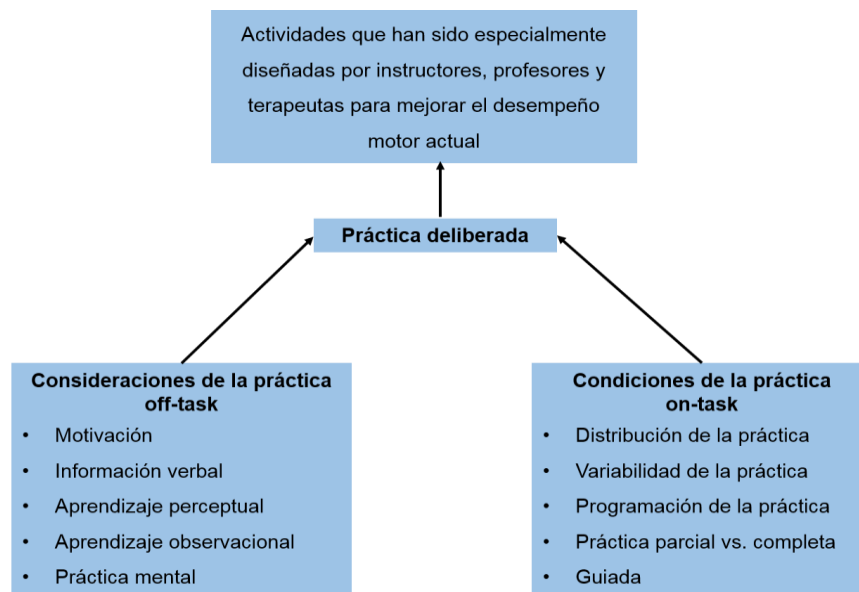 Actividades que han sido especialmente
diseñadas por instructores, profesores y
terapeutas para mejorar el desempeño
motor actual
Práctica deliberada
Consideraciones de la práctica
off-task
• Motivación
• Información verbal
• Aprendizaje perceptual
• Aprendizaje observacional
• Práctica mental
Condiciones de la práctica
on-task
• Distribución de la práctica
• Variabilidad de la práctica
• Programación de la práctica
• Práctica parcial vs. completa
• Guiada